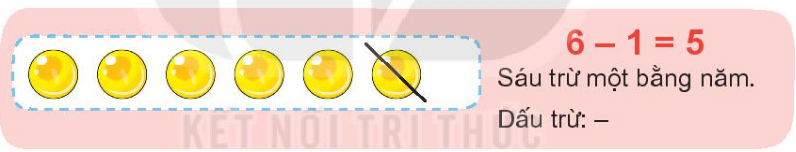 6 – 1 = 5
Sáu trừ một bằng năm.
Dấu trừ: –
KẾT NỐI TRI THỨC